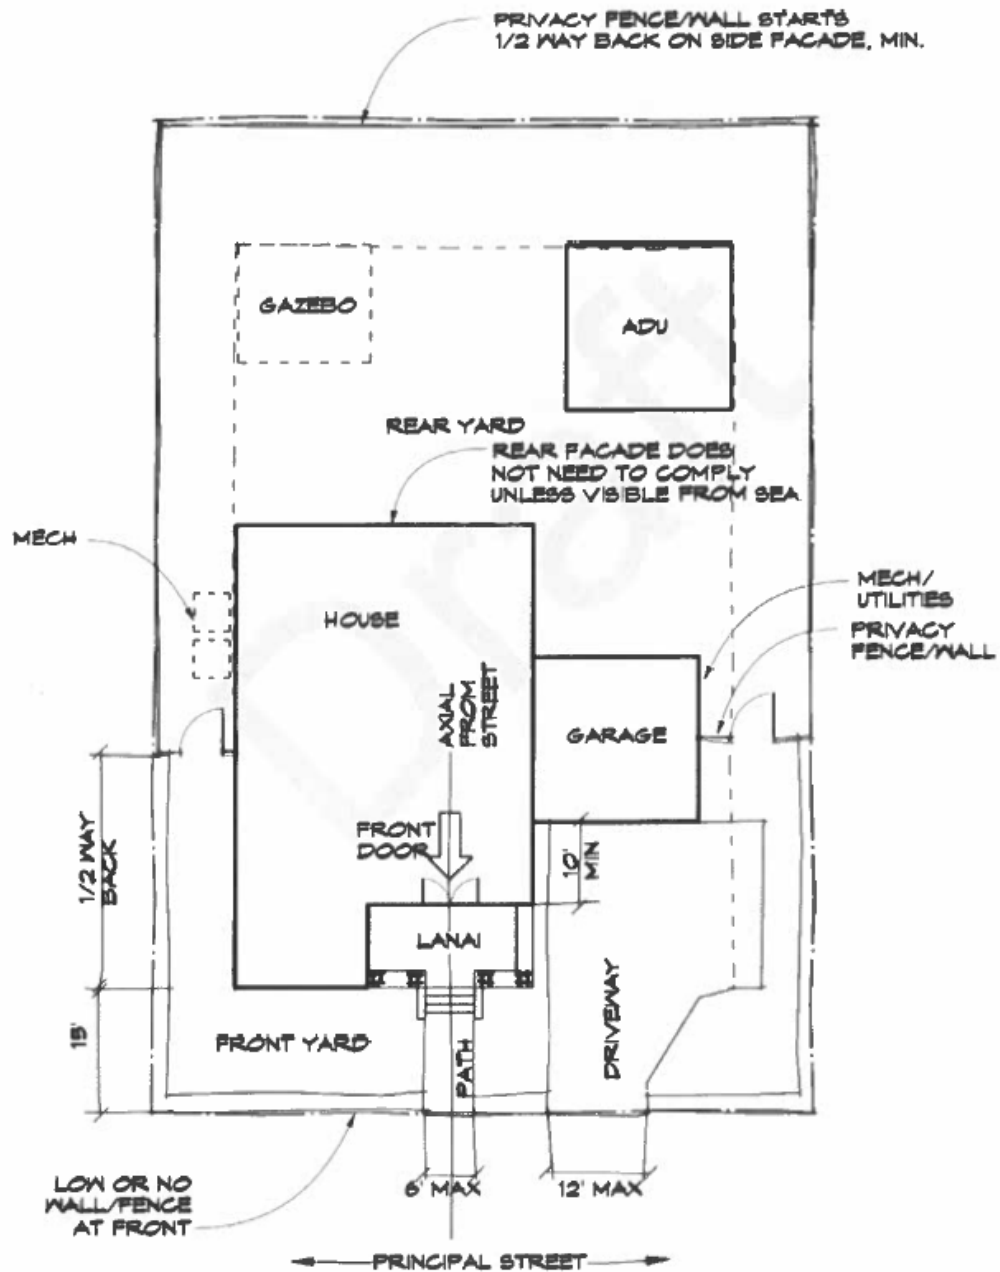 PRIVACY FENCE/WALL STARTS
1/2 WAY BACK ON SIDE FACADE, MIN.
GAZEBO
ADU
REAR YARD
REAR FACADE DOES
NOT NEED TO COMPLY
UNLESS VISIBLE FROM SEA
MECH
HOUSE
MECH/
UTILITIES
PRIVACY
FENCE/WALL
AXIAL
FROM
STREET
GARAGE
1/2 WAY
BACK
FRONT
DOOR
10'
MIN
LANAI
15'
FRONT YARD
PATH
DRIVEWAY
LOW OR NO
WALL/FENCE
AT FRONT
6' MAX
12' MAX
PRINCIPAL STREET
Draft